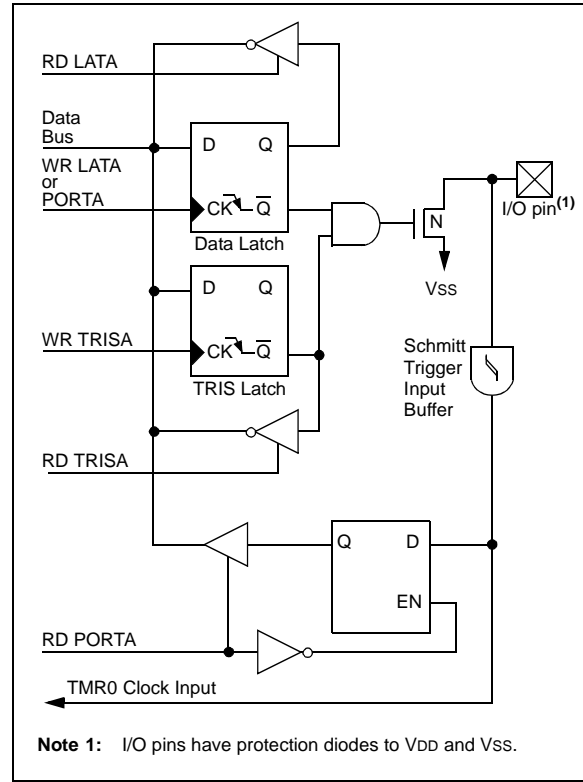 RD LATA
Data
Bus
D Q
WR LATA
or
PORTA
CK Q
Data Latch
N
I/O pin(1)
VSS
D Q
WR TRISA
CK Q
TRIS Latch
Schmitt
Trigger
Input
Buffer
RD TRISA
Q D
EN
RD PORTA
TMR0 Clock Input
Note 1: I/O pins have protection diodes to VDD and VSS.